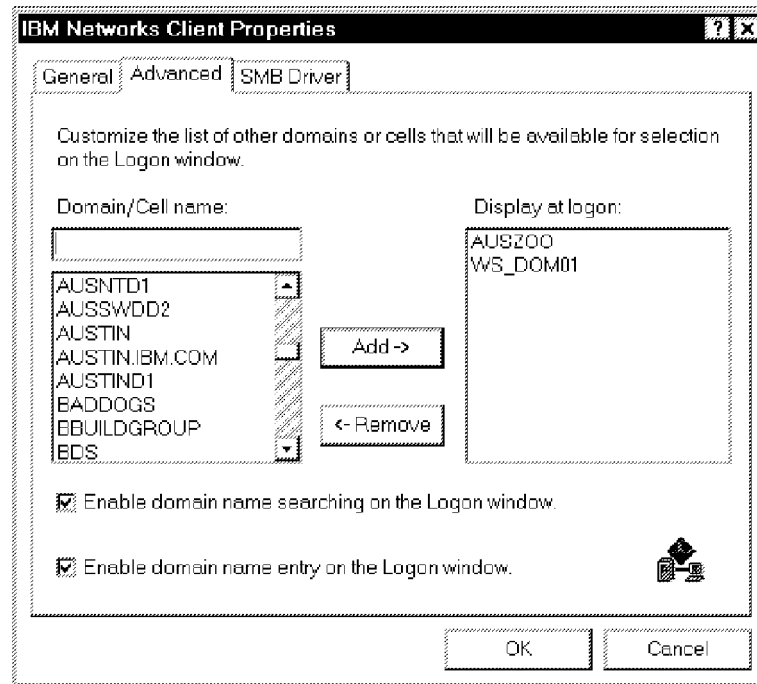 IBM Networks Client Properties
General
Advanced
SMB Driver
Customize the list of other domains or cells that will be available for selection
on the Logon window.
Domain/Cell name:
AUSNTD1
AUSSWDD2
AUSTIN
AUSTIN.IBM.COM
AUSTIND1
BADDOGS
BBUILDGROUP
BDS
Add ->
<- Remove
Display at logon:
AUSZOO
WS_DOM01
Enable domain name searching on the Logon window.
Enable domain name entry on the Logon window.
OK
Cancel